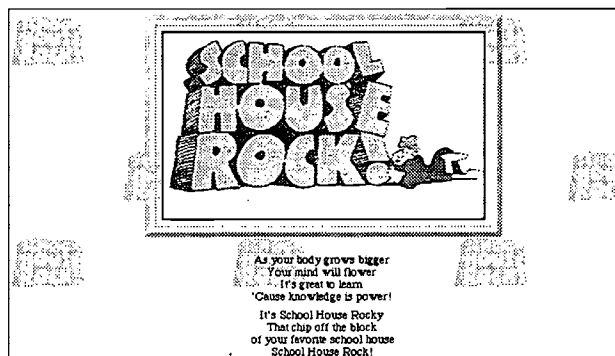 SCHOOL
HOUSE
ROCK!
As your body grows bigger
Your mind will flower
It's great to learn
'Cause knowledge is power!
It's School House Rocky
That chip off the block
of your favorite school house
School House Rock!